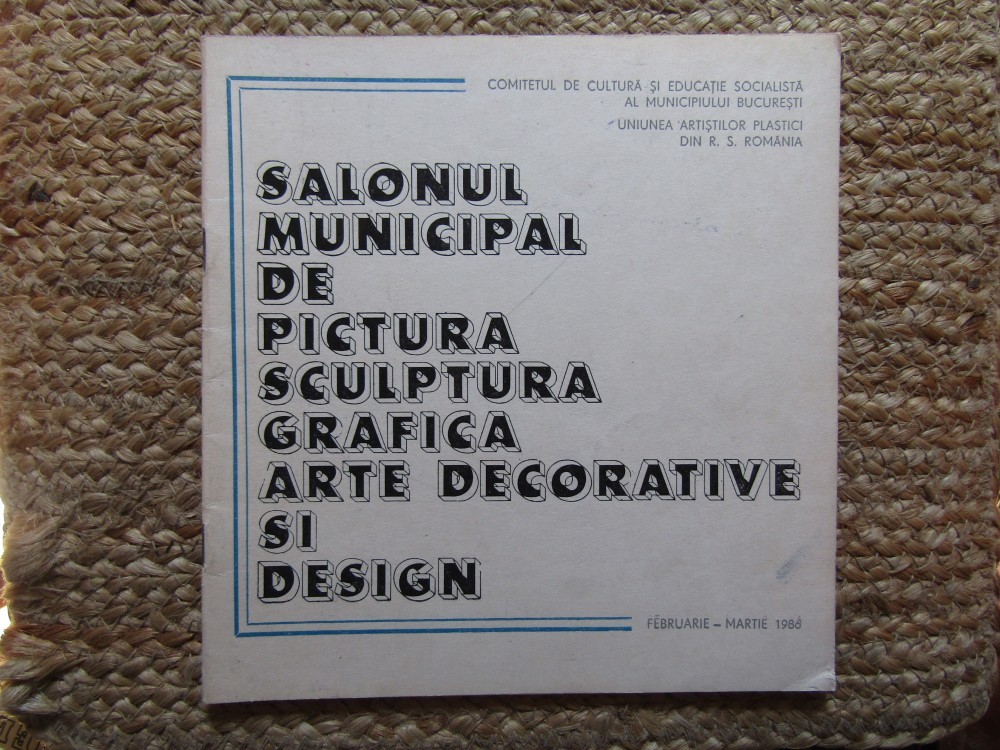 COMITETUL DE CULTURĂ ȘI EDUCAȚIE SOCIALISTĂ
AL MUNICIPIULUI BUCUREȘTI
UNIUNEA ARTIȘTILOR PLASTICI
DIN R. S. ROMÂNIA
SALONUL
MUNICIPAL
DE
PICTURA
SCULPTURA
GRAFICA
ARTE DECORATIVE
SI
DESIGN
FEBRUARIE – MARTIE